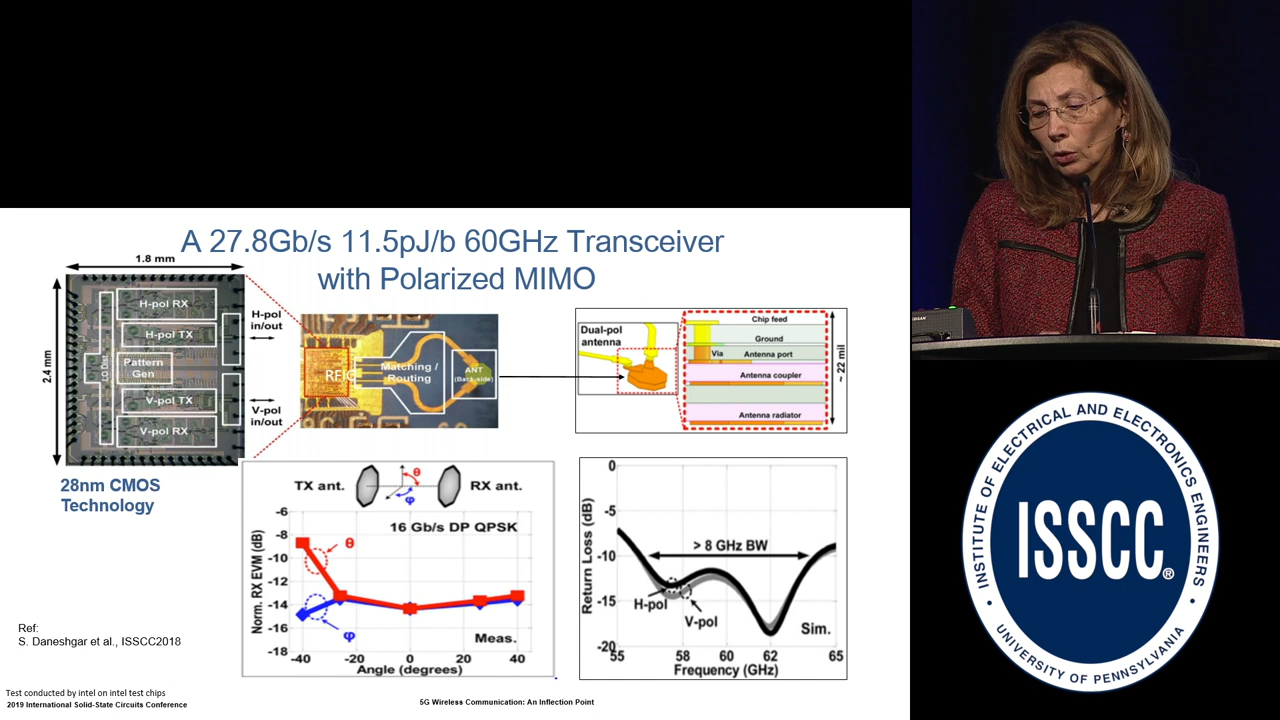 A 27.8Gb/s 11.5pJ/b 60GHz Transceiver
with Polarized MIMO
1.8 mm
2.4 mm
H-pol RX
H-pol TX
LO Dist
Pattern
Gen
V-pol TX
V-pol RX
H-pol
in/out
V-pol
in/out
28nm CMOS
Technology
RFIC
Matching /
Routing
ANT
(Back-side)
Dual-pol
antenna
Chip feed
Ground
Via
Antenna port
Antenna coupler
Antenna radiator
~ 22 mil
TX ant.
RX ant.
θ
φ
16 Gb/s DP QPSK
Norm. RX EVM (dB)
-6
-8
-10
-12
-14
-16
-18
θ
φ
Meas.
-40
-20
0
20
40
Angle (degrees)
Return Loss (dB)
0
-5
-10
-15
-20
> 8 GHz BW
H-pol
V-pol
Sim.
55
58
60
62
65
Frequency (GHz)
Ref:
S. Daneshgar et al., ISSCC2018
Test conducted by intel on intel test chips
2019 International Solid-State Circuits Conference
5G Wireless Communication: An Inflection Point
INSTITUTE OF ELECTRICAL AND ELECTRONICS ENGINEERS
ISSCC®
• UNIVERSITY OF PENNSYLVANIA •